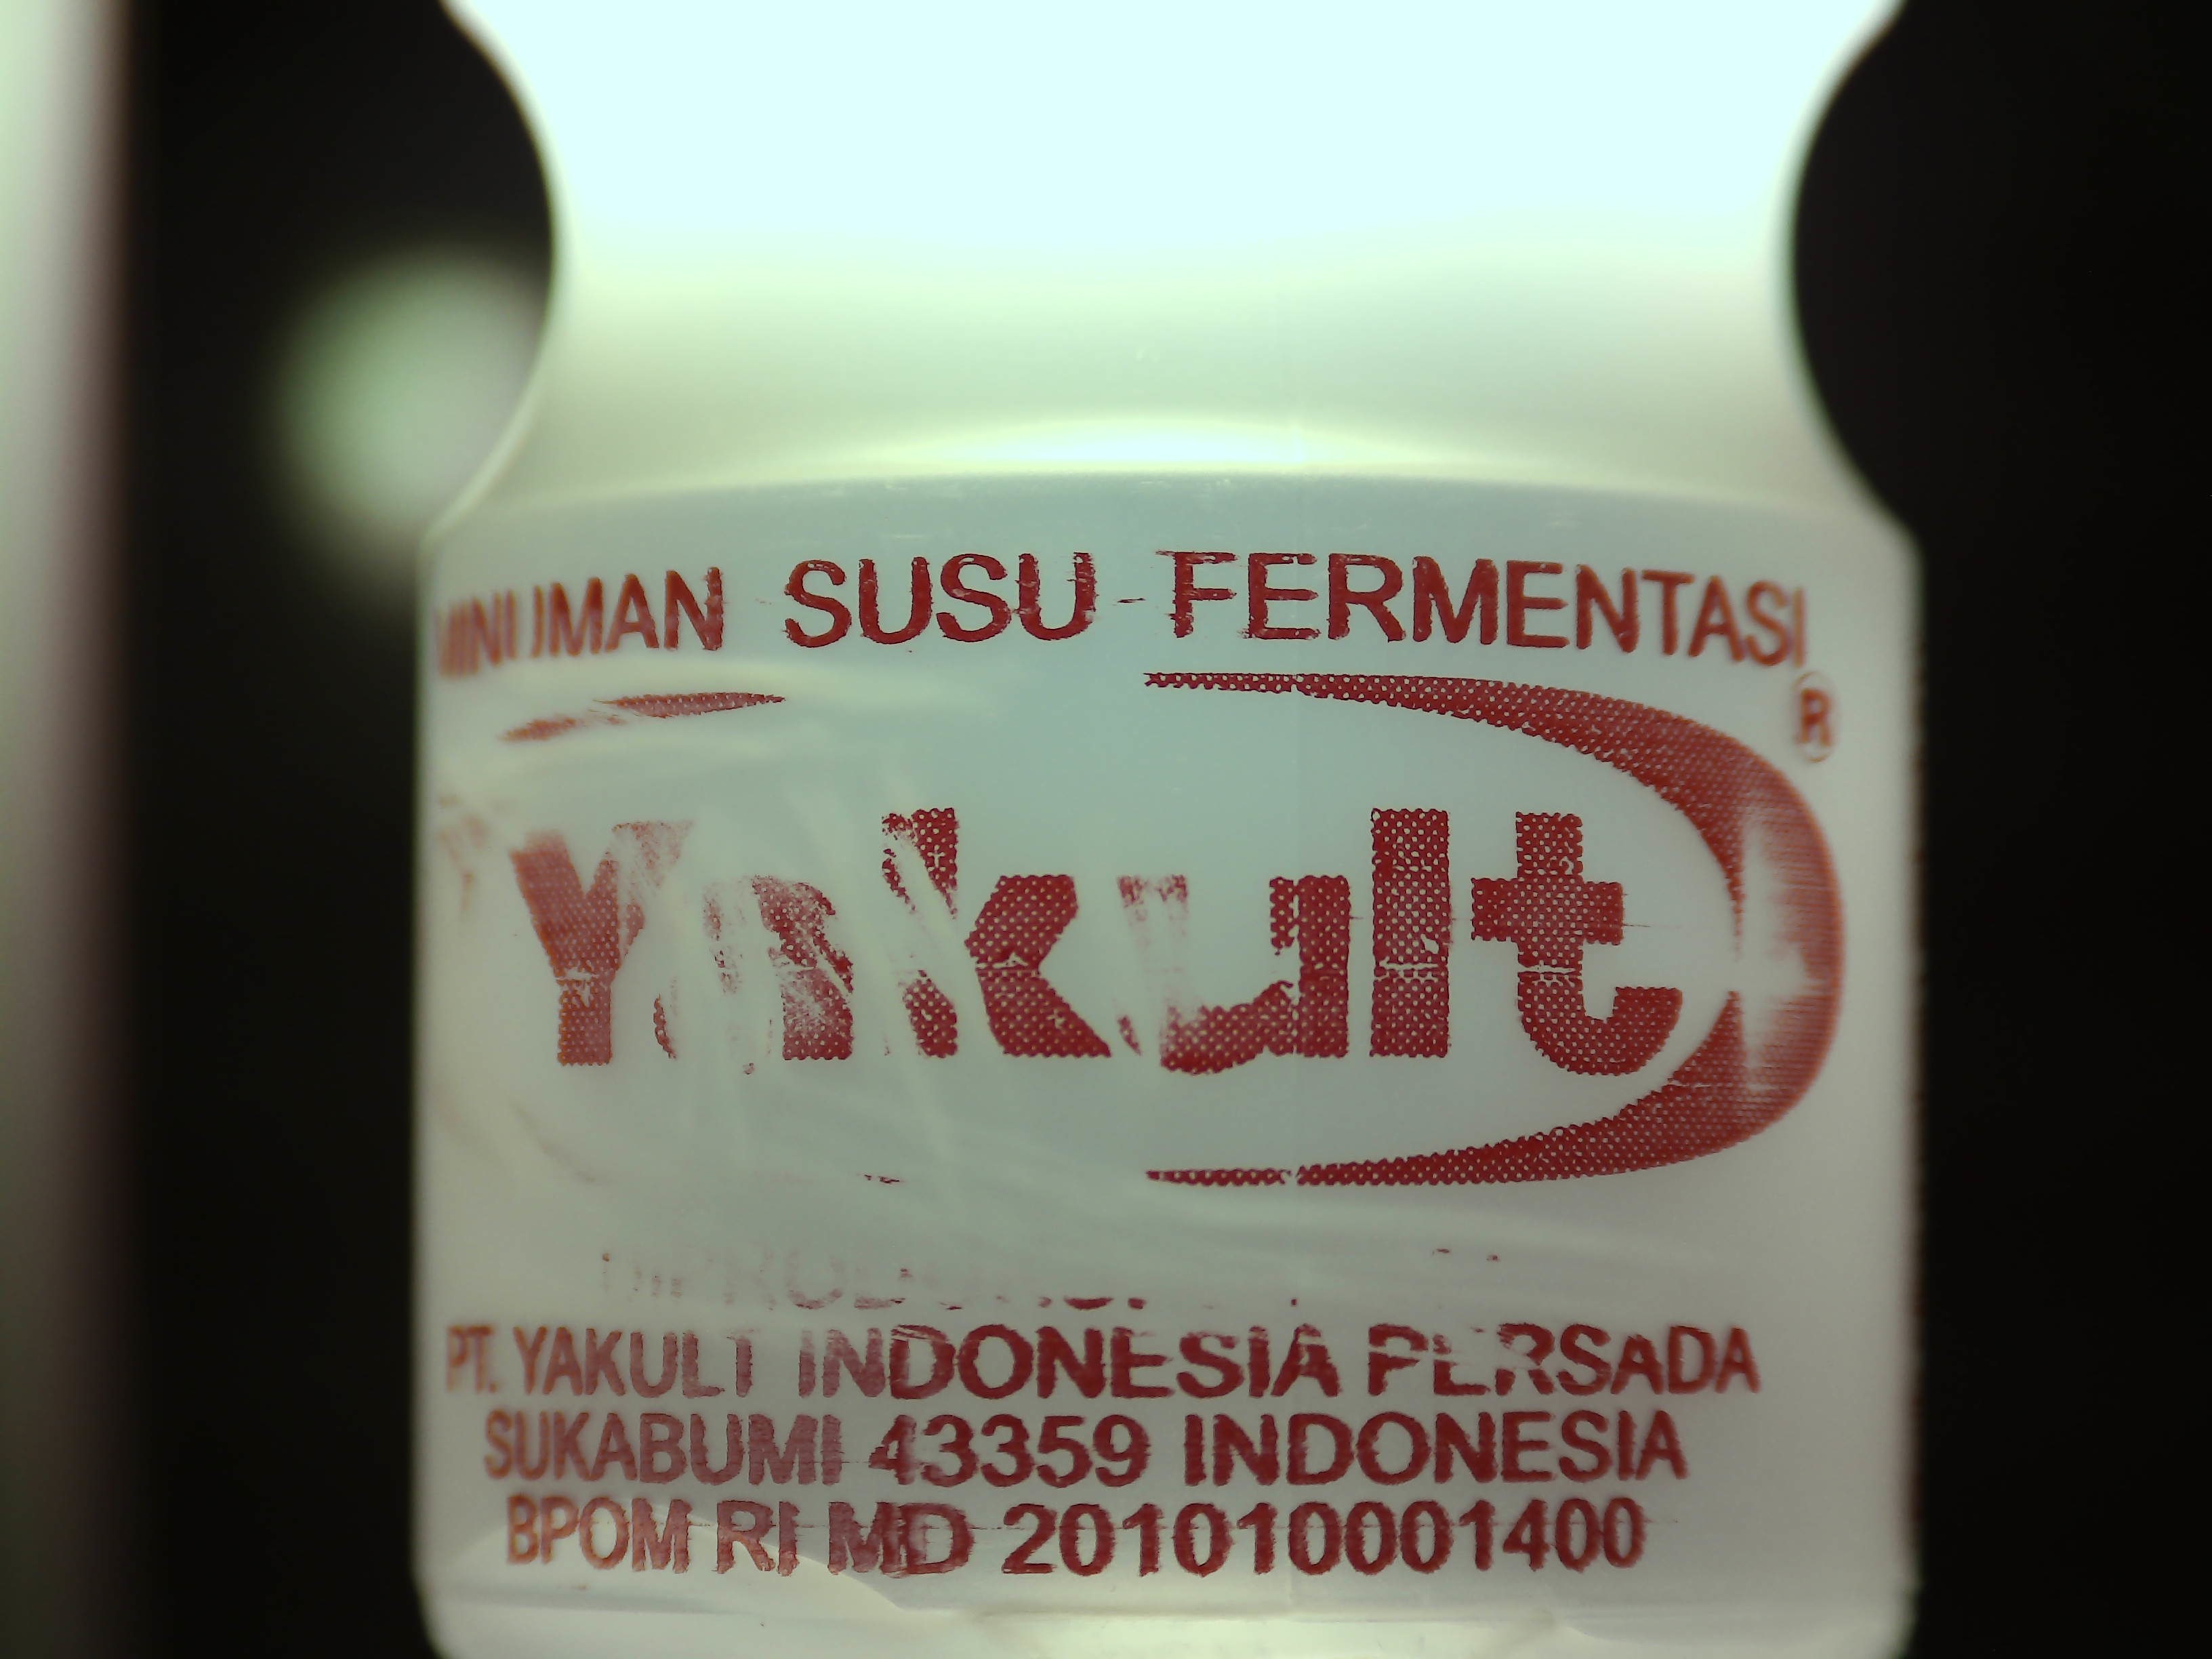 MINUMAN SUSU FERMENTASI
®
Yakult
PT. YAKULT INDONESIA PERSADA
SUKABUMI 43359 INDONESIA
BPOM RI MD 201010001400